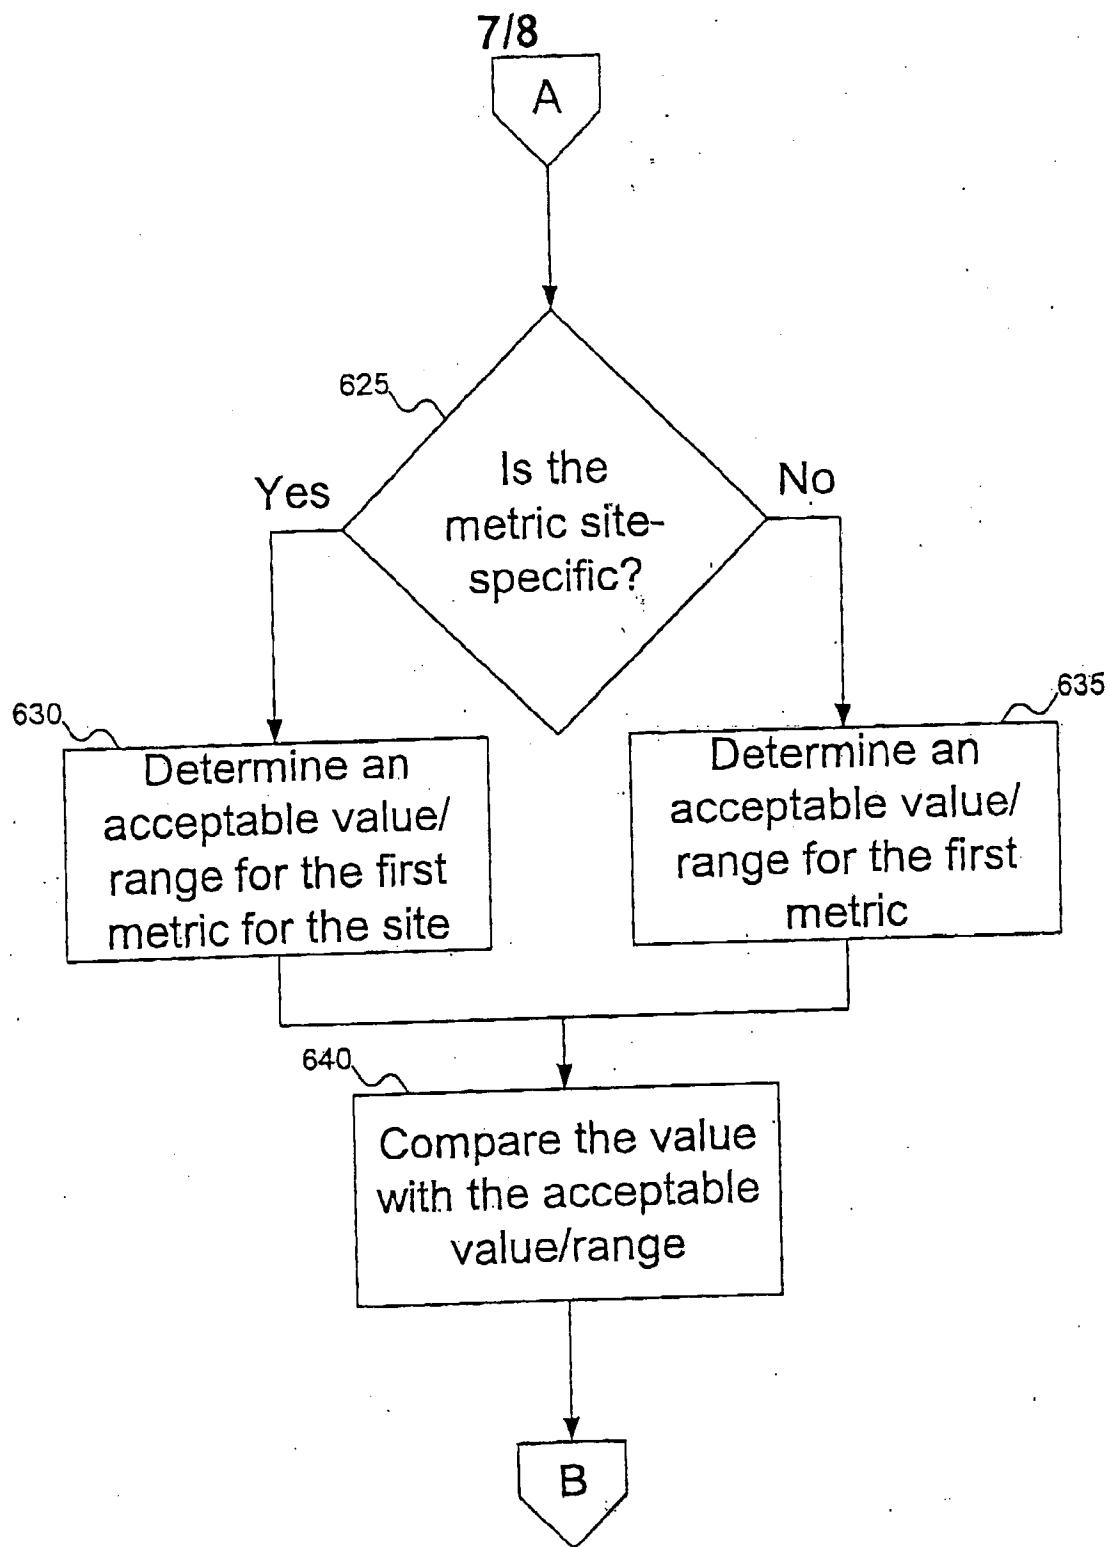 7/8
A
625
Is the
metric site-
specific?
Yes
No
630
Determine an
acceptable value/
range for the first
metric for the site
635
Determine an
acceptable value/
range for the first
metric
640
Compare the value
with the acceptable
value/range
B